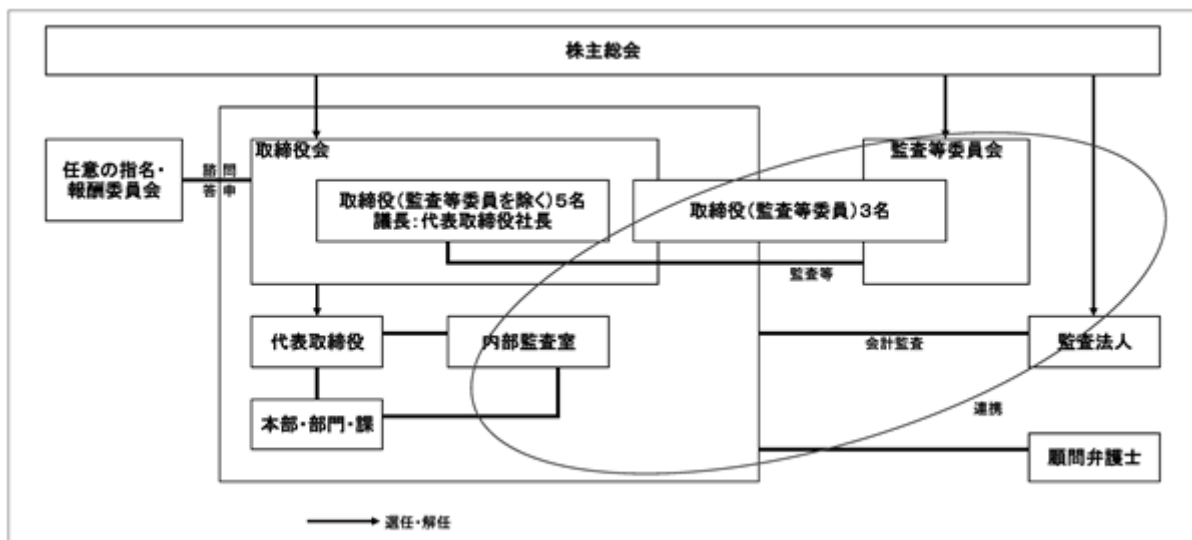 株主総会
任意の指名・
報酬委員会
諮問
答申
取締役会
取締役(監査等委員を除く)5名
議長:代表取締役社長
取締役(監査等委員)3名
監査等委員会
監査等
代表取締役
内部監査室
会計監査
監査法人
本部・部門・課
連携
顧問弁護士
選任・解任